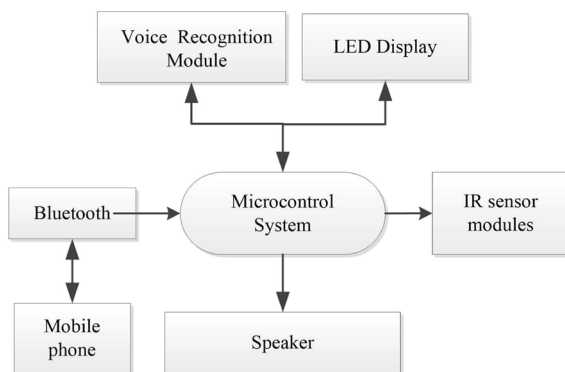 Voice Recognition
Module
LED Display
Bluetooth
Microcontrol
System
IR sensor
modules
Mobile
phone
Speaker